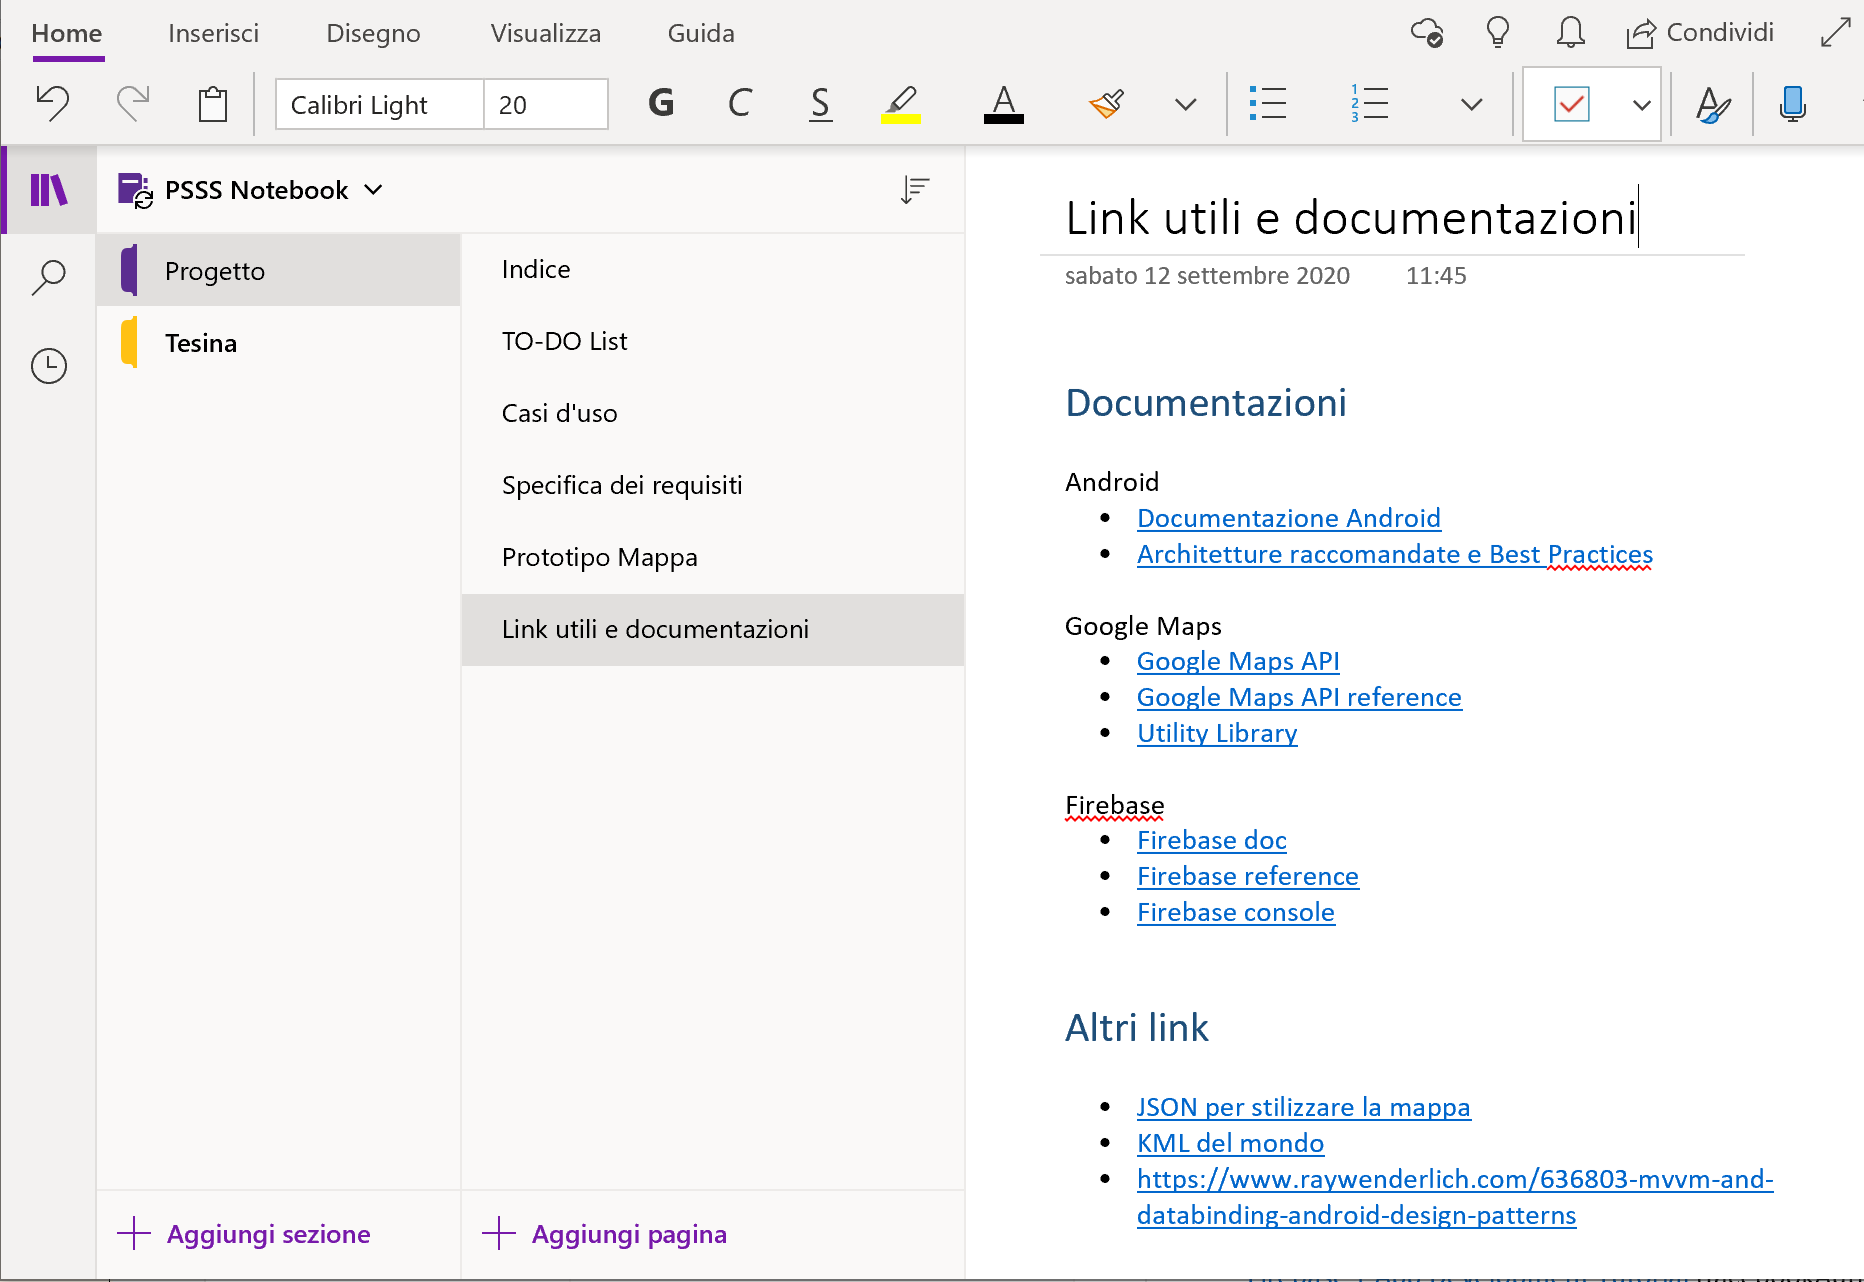 Home Inserisci Disegno Visualizza Guida Condividi
Calibri Light 20 G C S A
PSSS Notebook
Progetto
Tesina
Indice
TO-DO List
Casi d'uso
Specifica dei requisiti
Prototipo Mappa
Link utili e documentazioni
Aggiungi sezione
Aggiungi pagina
Link utili e documentazioni
sabato 12 settembre 2020 11:45
Documentazioni
Android
Documentazione Android
Architetture raccomandate e Best Practices
Google Maps
Google Maps API
Google Maps API reference
Utility Library
Firebase
Firebase doc
Firebase reference
Firebase console
Altri link
JSON per stilizzare la mappa
KML del mondo
https://www.raywenderlich.com/636803-mvvm-and-
databinding-android-design-patterns